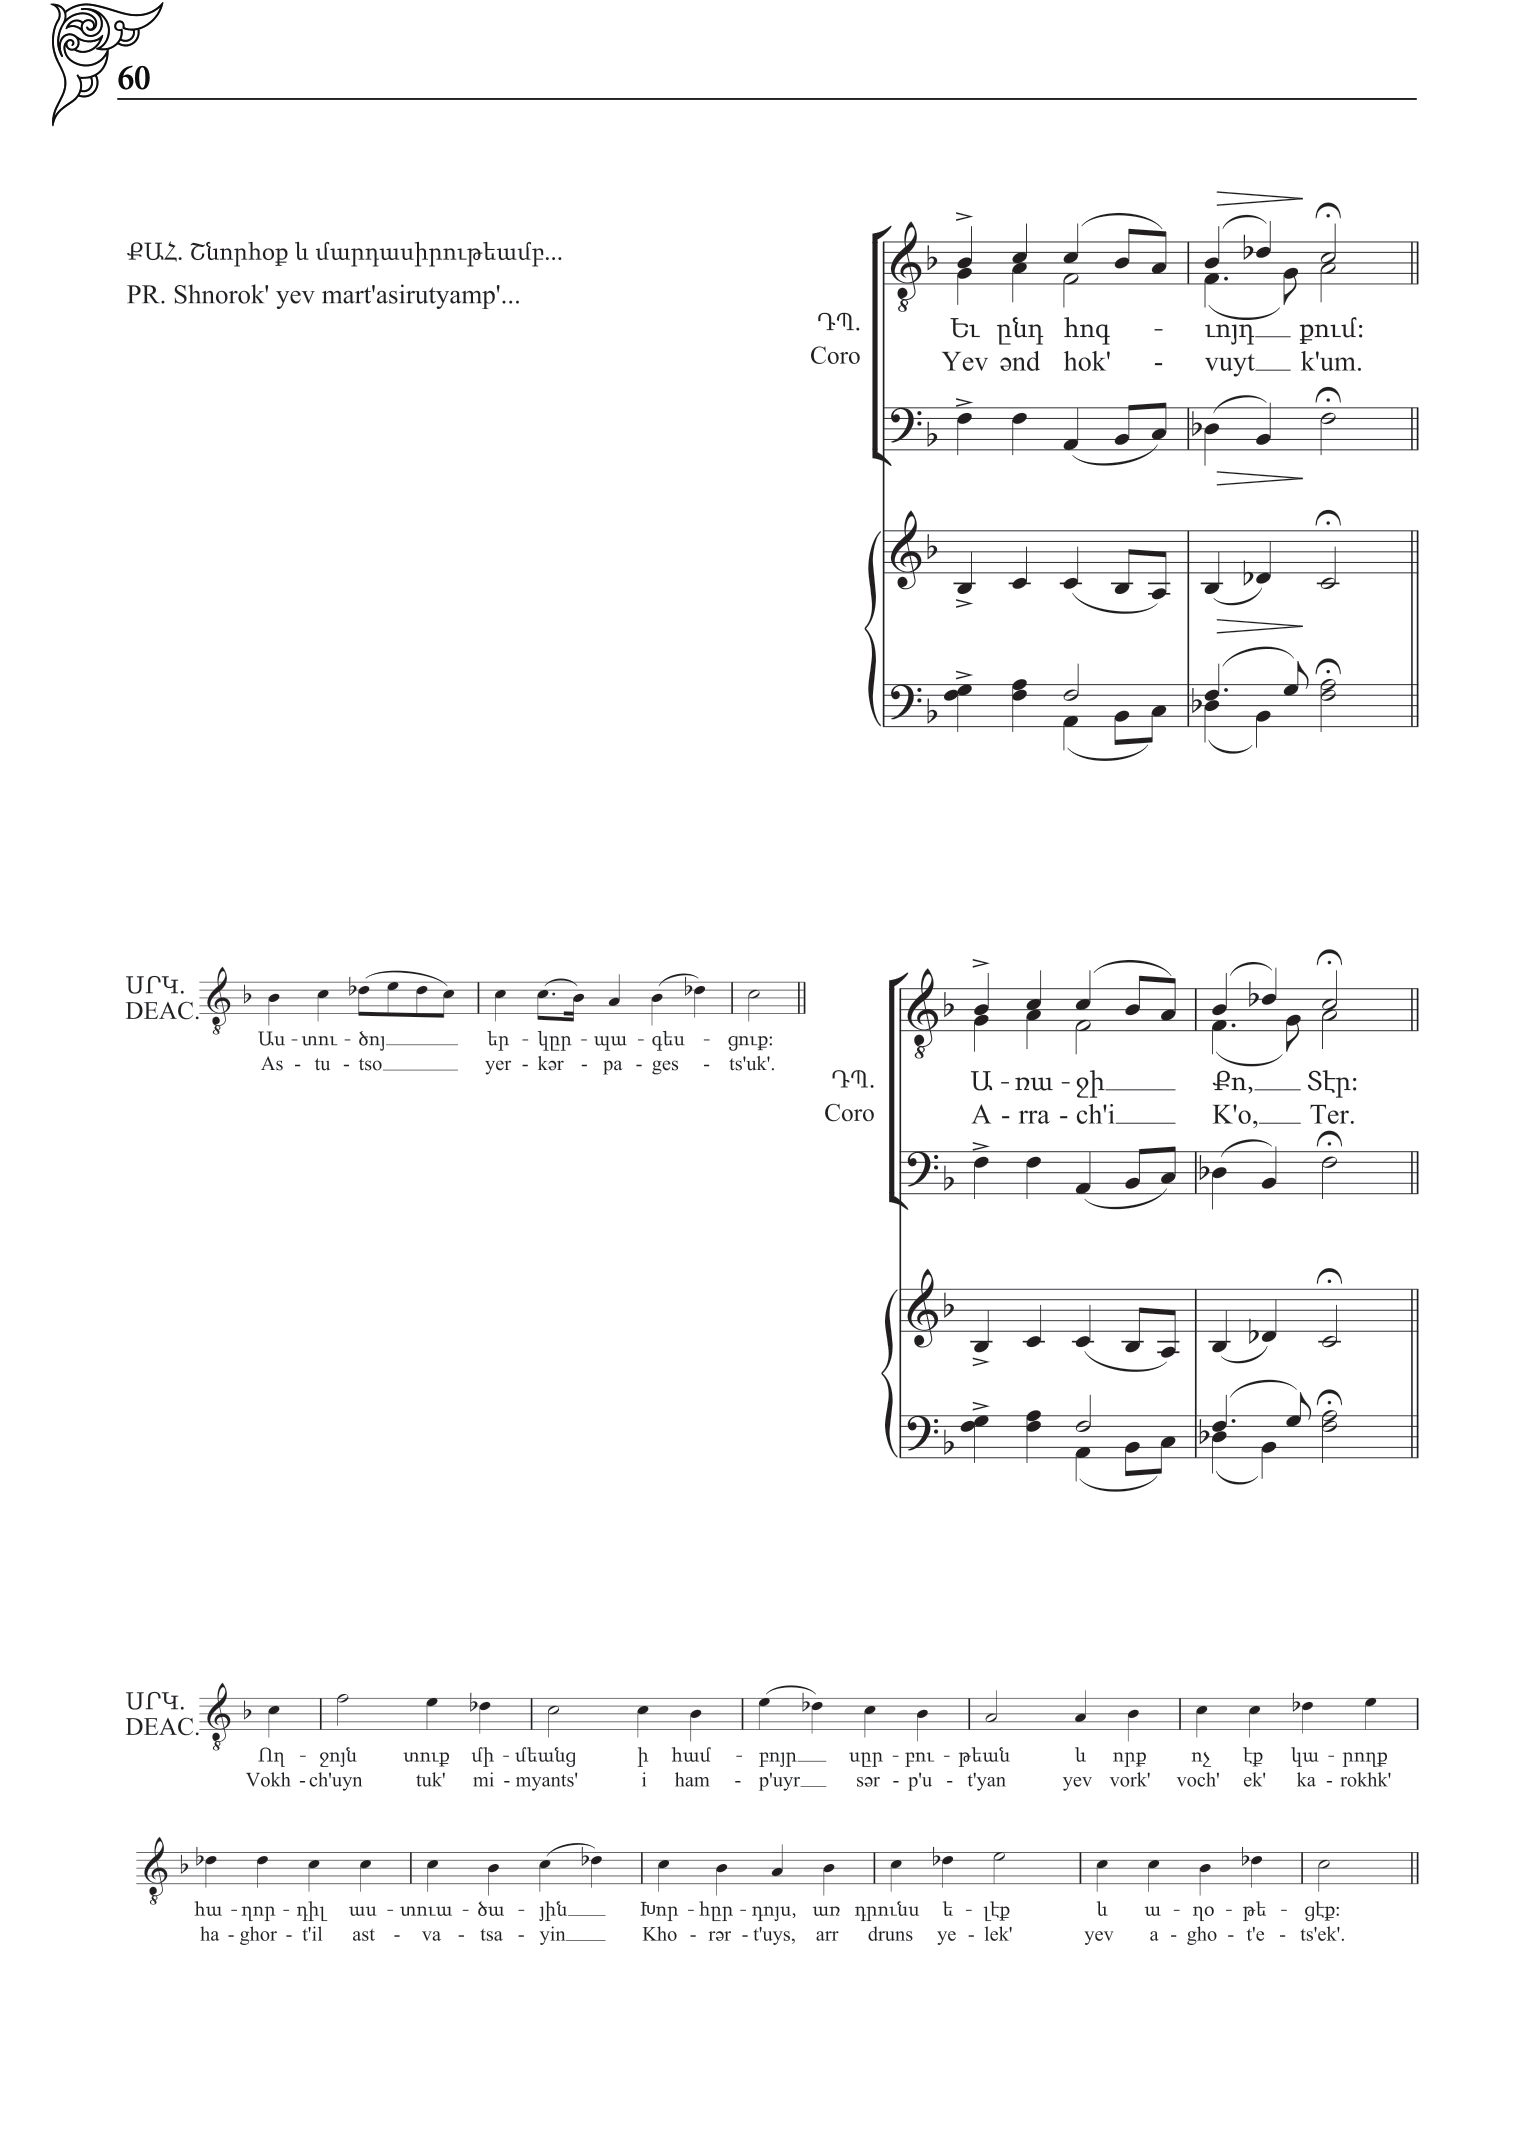 60
ՔԱՀ. Շնորհօք և մարդասիրութեամբ...
PR. Shnorok' yev mart'asirutyamp'...
ԴՊ.
Եւ ընդ հոգ - ւոյդ քում:
Coro
Yev ənd hok' - vuyt k'um.
ՍՐԿ.
DEAC.
Աս - տու - ծոյ եր - կըր - պա - գես - ցուք:
As - tu - tso yer - kər - pa - ges - ts'uk'.
ԴՊ.
Ա - ռա - ջի Քո, Տէր:
Coro
A - rra - ch'i K'o, Ter.
ՍՐԿ.
DEAC.
Ող - ջոյն տուք մի - մեանց ի համ - բոյր սըր - բու - թեան և որք ոչ էք կա - րողք
Vokh - ch'uyn tuk' mi - myants' i ham - p'uyr sər - p'u - t'yan yev vork' voch' ek' ka - rokhk'
հա - ղոր - դիլ աս - տուա - ծա - յին Խոր - հըր - դոյս, առ դրունս ե - լէք և ա - ղօ - թե - ցէք:
ha - ghor - t'il ast - va - tsa - yin Kho - rər - t'uys, arr druns ye - lek' yev a - gho - t'e - ts'ek'.